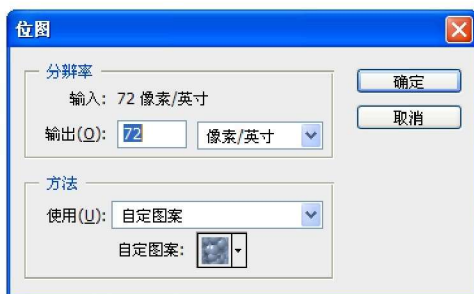 位图
分辨率
输入: 72 像素/英寸
输出(O): 72 像素/英寸
确定
取消
方法
使用(U): 自定图案
自定图案: